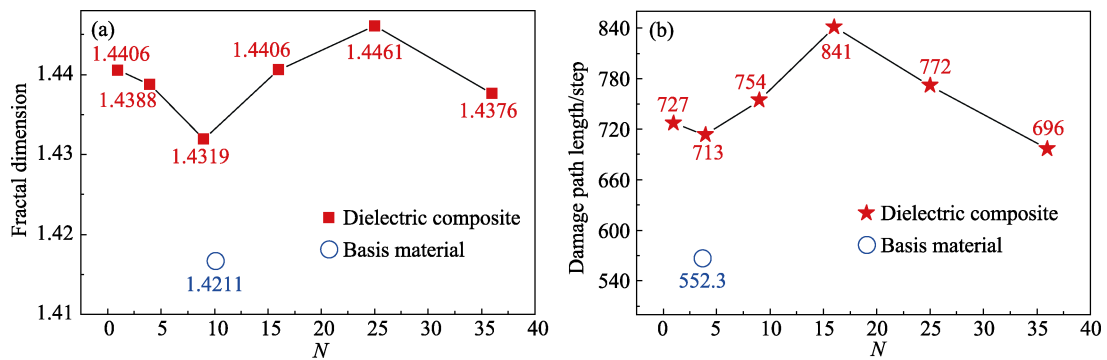 (a)
1.4406
1.4388
1.4319
1.4406
1.4461
1.4376
1.4211
Dielectric composite
Basis material
1.44
1.43
1.42
1.41
Fractal dimension
0 5 10 15 20 25 30 35 40
N
(b)
727
713
754
841
772
696
552.3
Dielectric composite
Basis material
840
780
720
660
600
540
Damage path length/step
0 5 10 15 20 25 30 35 40
N